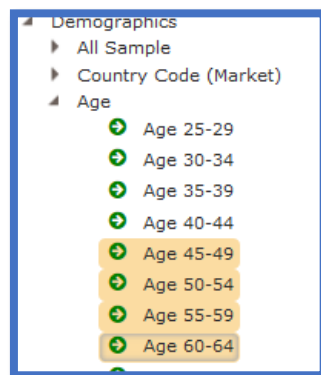 Demographics
All Sample
Country Code (Market)
Age
Age 25-29
Age 30-34
Age 35-39
Age 40-44
Age 45-49
Age 50-54
Age 55-59
Age 60-64